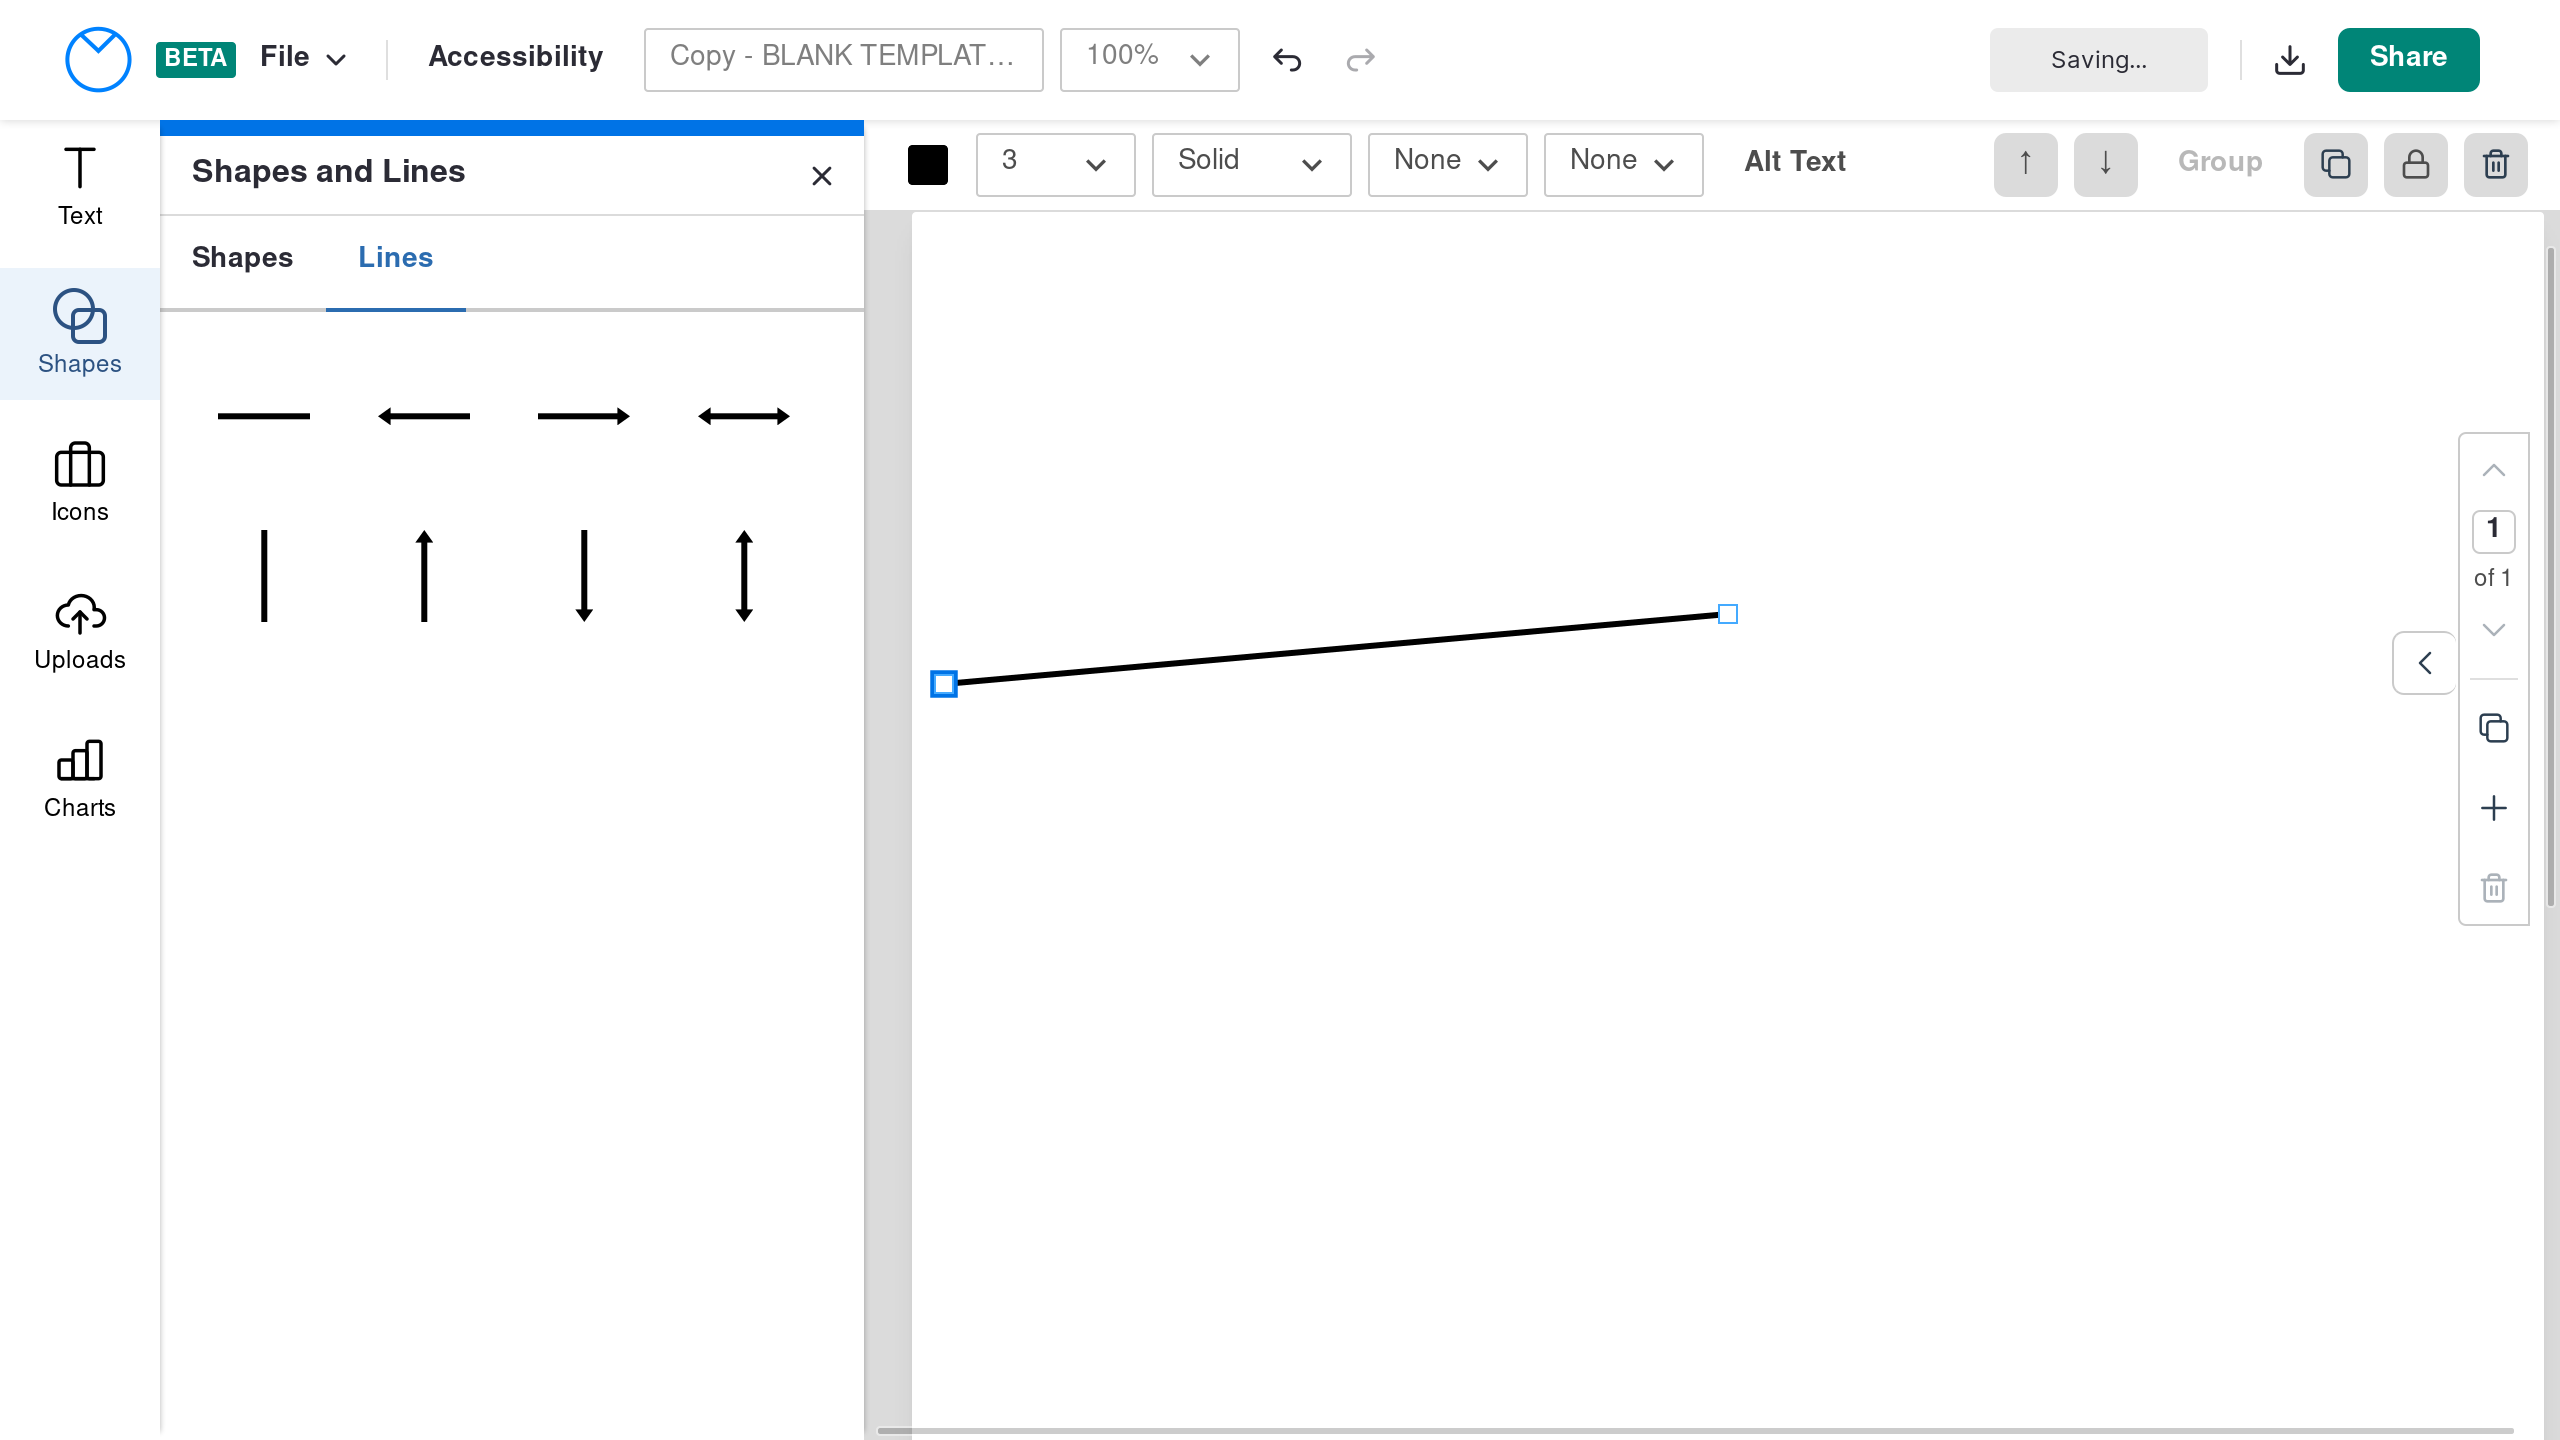 BETA File Accessibility Copy - BLANK TEMPLAT... 100% Saving... Share
Text
Shapes
Icons
Uploads
Charts
Shapes and Lines
Shapes Lines
3 Solid None None Alt Text ↑ ↓ Group
1
of 1